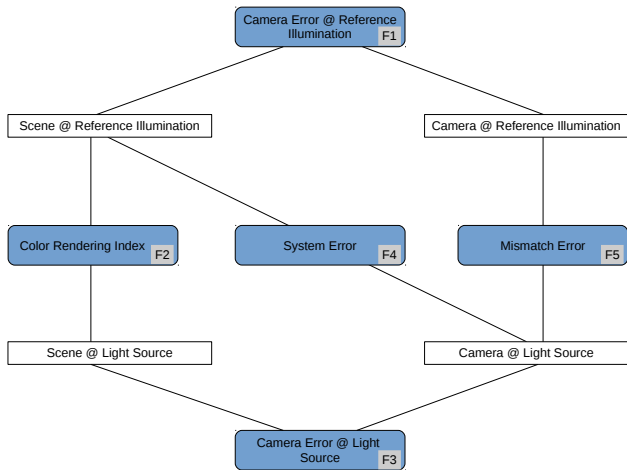 Camera Error @ Reference
Illumination
F1
Scene @ Reference Illumination
Camera @ Reference Illumination
Color Rendering Index
F2
System Error
F4
Mismatch Error
F5
Scene @ Light Source
Camera @ Light Source
Camera Error @ Light
Source
F3